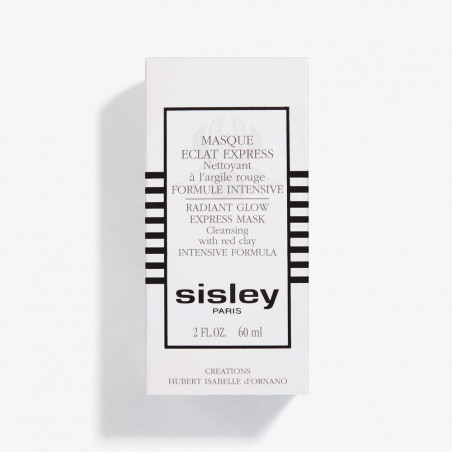 MASQUE
ECLAT EXPRESS
Nettoyant
à l'argile rouge
FORMULE INTENSIVE
RADIANT GLOW
EXPRESS MASK
Cleansing
with red clay
INTENSIVE FORMULA
sisley
PARIS
2 FL.OZ. 60 ml
CREATIONS
HUBERT ISABELLE d'ORNANO